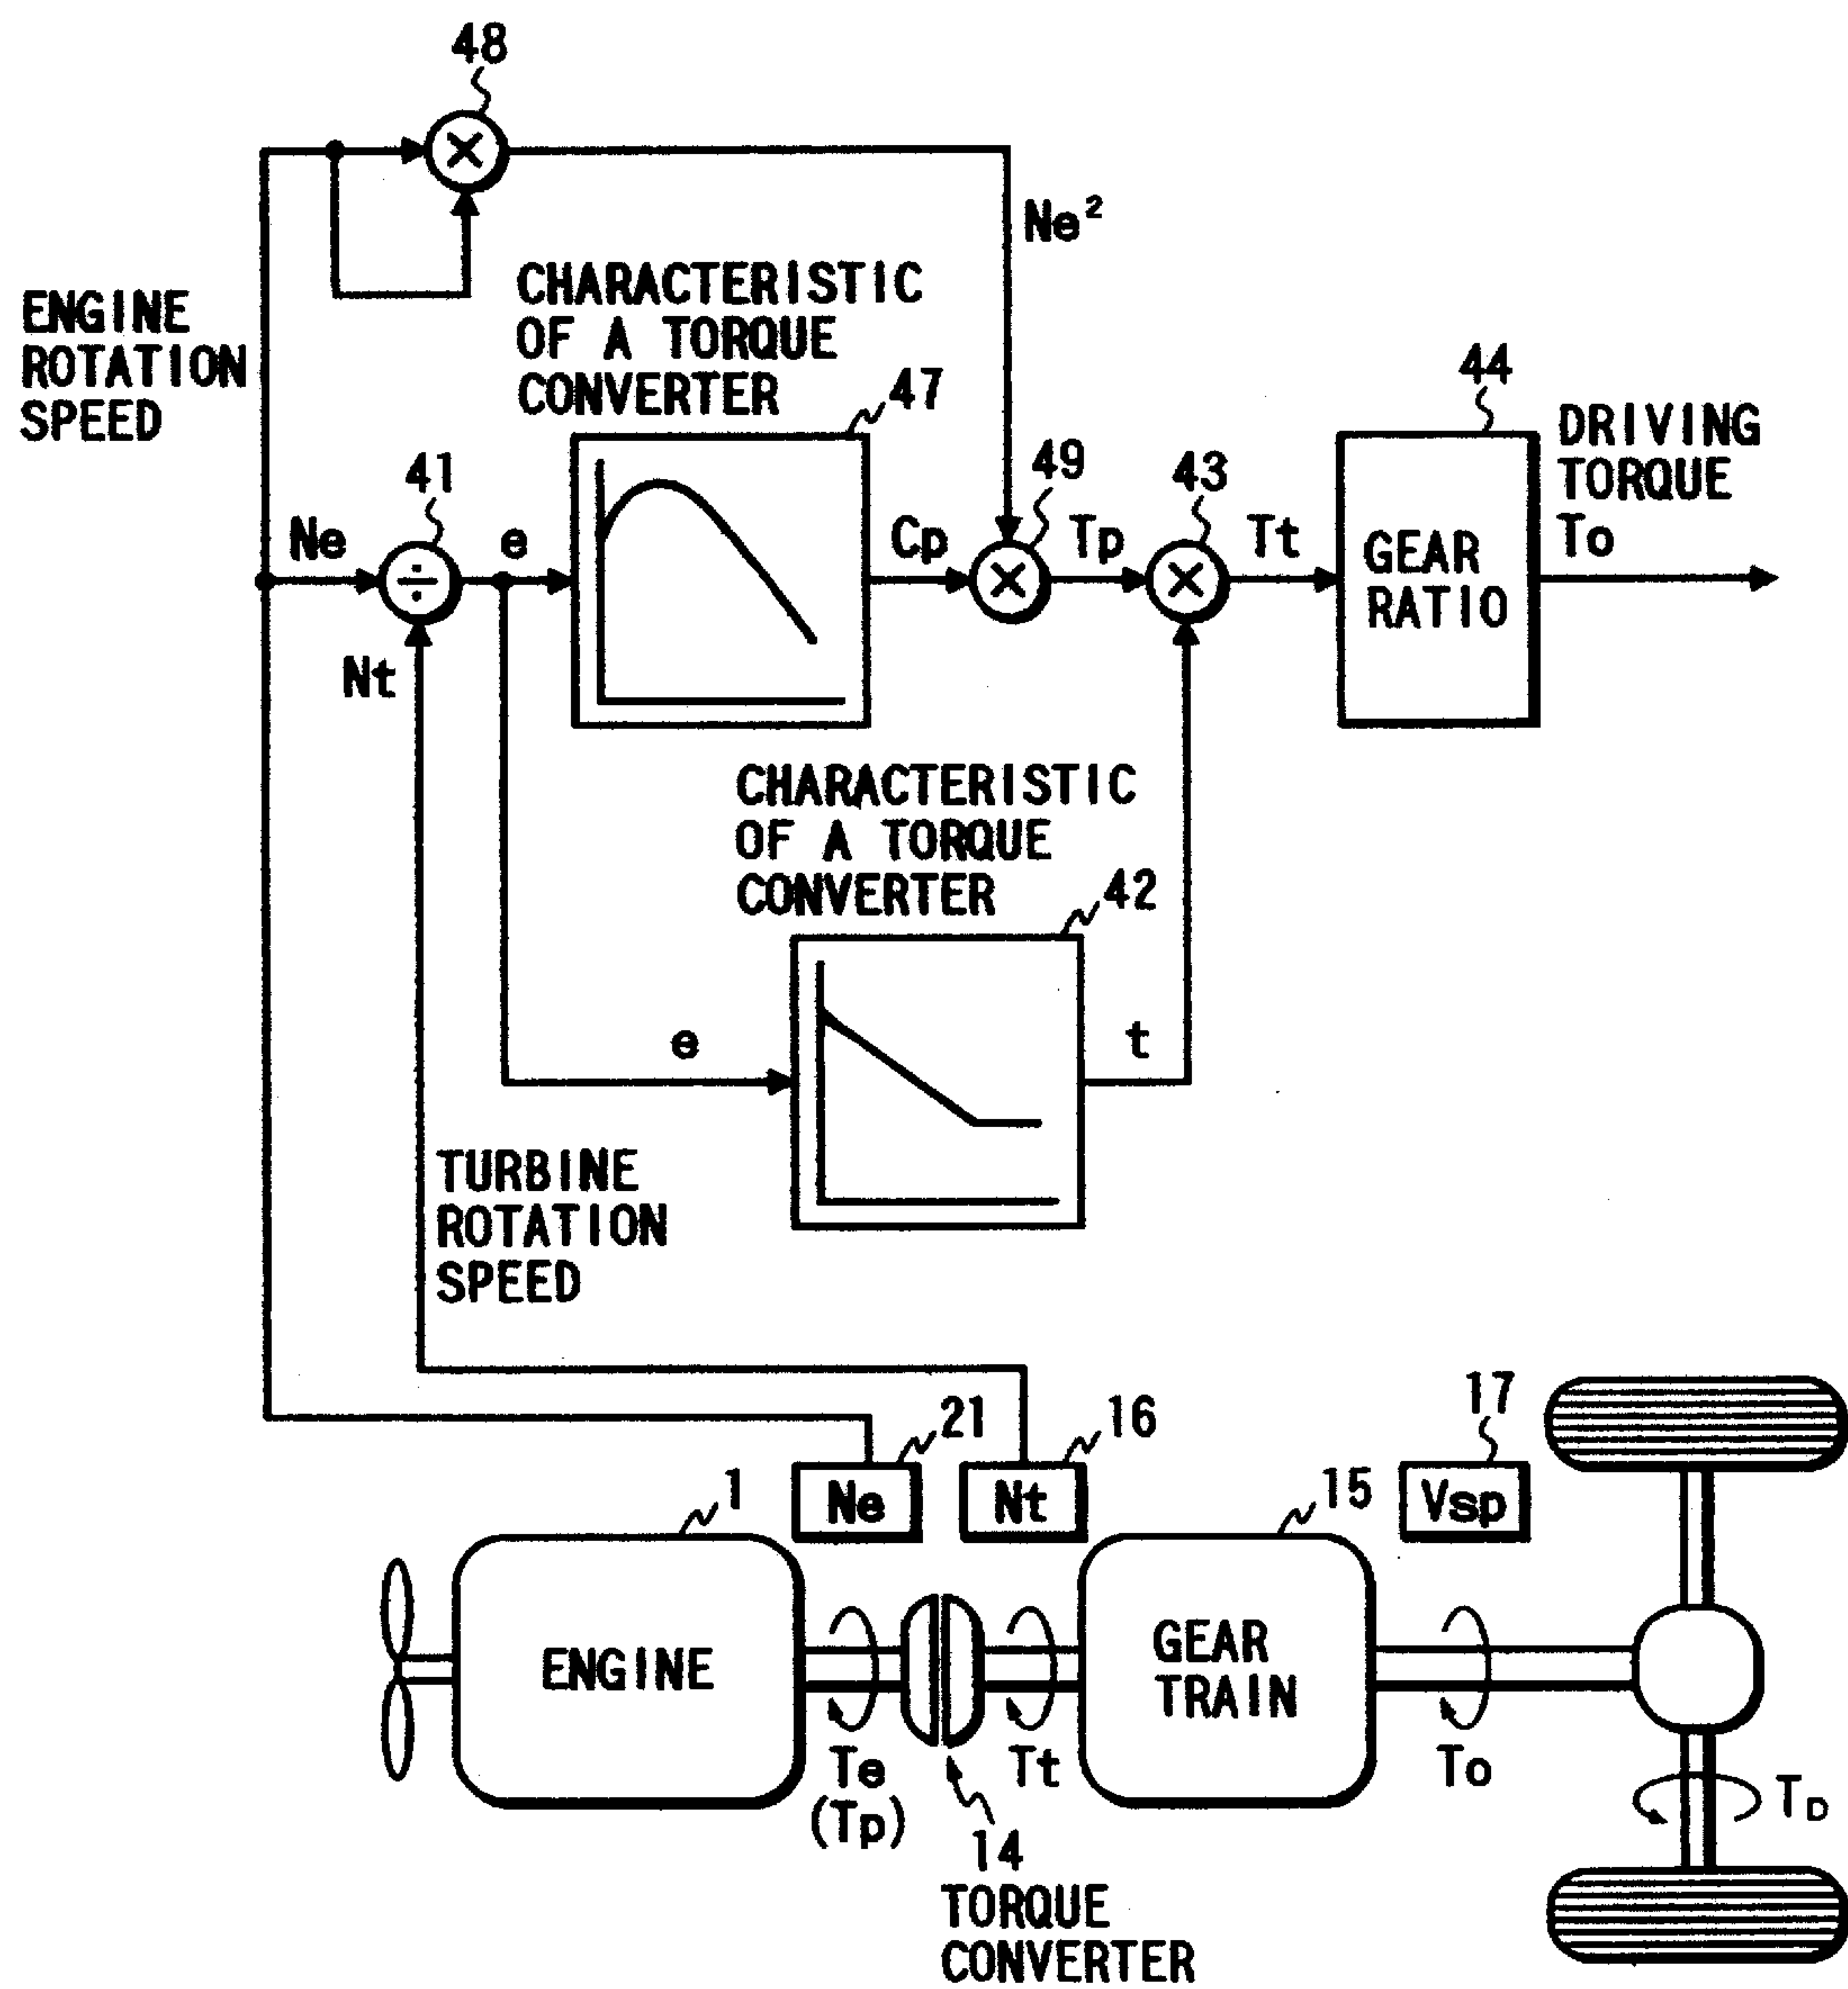 48
Ne²
ENGINE
ROTATION
SPEED
CHARACTERISTIC
OF A TORQUE
CONVERTER
47
44
DRIVING
TORQUE
To
41
Ne
e
Cp
49
Tp
43
Tt
GEAR
RATIO
÷
×
×
×
Nt
CHARACTERISTIC
OF A TORQUE
CONVERTER
42
e
t
TURBINE
ROTATION
SPEED
21
16
17
1
Ne
Nt
15
Vsp
ENGINE
GEAR
TRAIN
Te
(Tp)
Tt
To
TD
14
TORQUE
CONVERTER